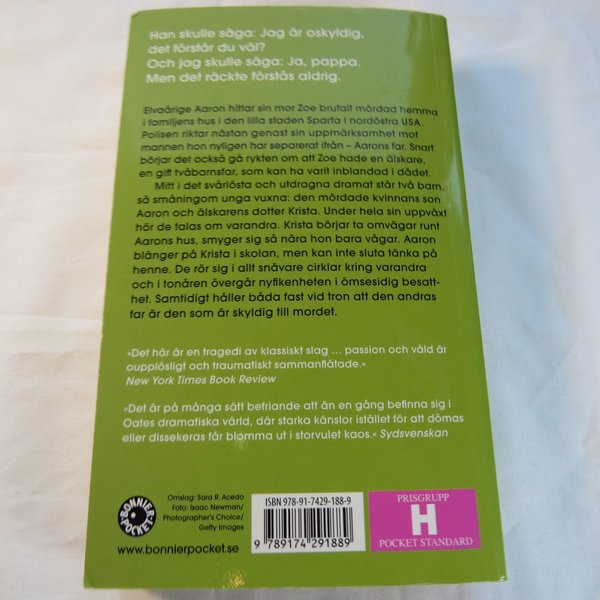 Han skulle säga: Jag är oskyldig,
det förstår du väl?
Och jag skulle säga: Ja, pappa.
Men det räckte förstås aldrig.
Elvaårige Aaron hittar sin mor Zoe brutalt mördad hemma
i familjens hus i den lilla staden Sparta i nordöstra USA.
Polisen riktar nästan genast sin uppmärksamhet mot
mannen hon nyligen har separerat ifrån – Aarons far. Snart
börjar det också gå rykten om att Zoe hade en älskare,
en gift tvåbarnsfar, som kan ha varit inblandad i dådet.
Mitt i det svårlösta och utdragna dramat står två barn,
så småningom unga vuxna: den mördade kvinnans son
Aaron och älskarens dotter Krista. Under hela sin uppväxt
hör de talas om varandra. Krista börjar ta omvägar runt
Aarons hus, smyger sig så nära hon bara vågar. Aaron
blänger på Krista i skolan, men kan inte sluta tänka på
henne. De rör sig i allt snävare cirklar kring varandra
och i tonåren övergår nyfikenheten i ömsesidig besatt-
het. Samtidigt håller båda fast vid tron att den andras
far är den som är skyldig till mordet.
»Det här är en tragedi av klassiskt slag ... passion och våld är
oupplösligt och traumatiskt sammanflätade.«
New York Times Book Review
»Det är på många sätt befriande att än en gång befinna sig i
Oates dramatiska värld, där starka känslor istället för att dömas
eller dissekeras får blomma ut i storvulet kaos.« Sydsvenskan
BONNIER
POCKET
Omslag: Sara R. Acedo
Foto: Isaac Newman/
Photographer's Choice/
Getty Images
www.bonnierpocket.se
ISBN 978-91-7429-188-9
9 789174 291889
PRISGRUPP
H
POCKET STANDARD